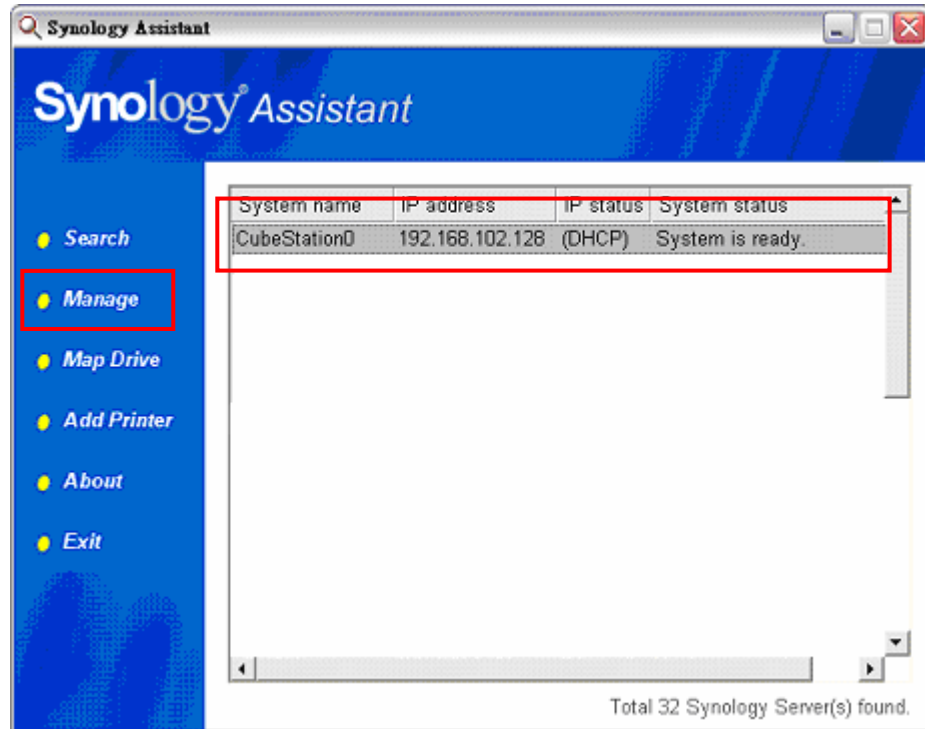 Synology Assistant
Synology® Assistant
Search
Manage
Map Drive
Add Printer
About
Exit
System name IP address IP status System status
CubeStation0 192.168.102.128 (DHCP) System is ready.
Total 32 Synology Server(s) found.